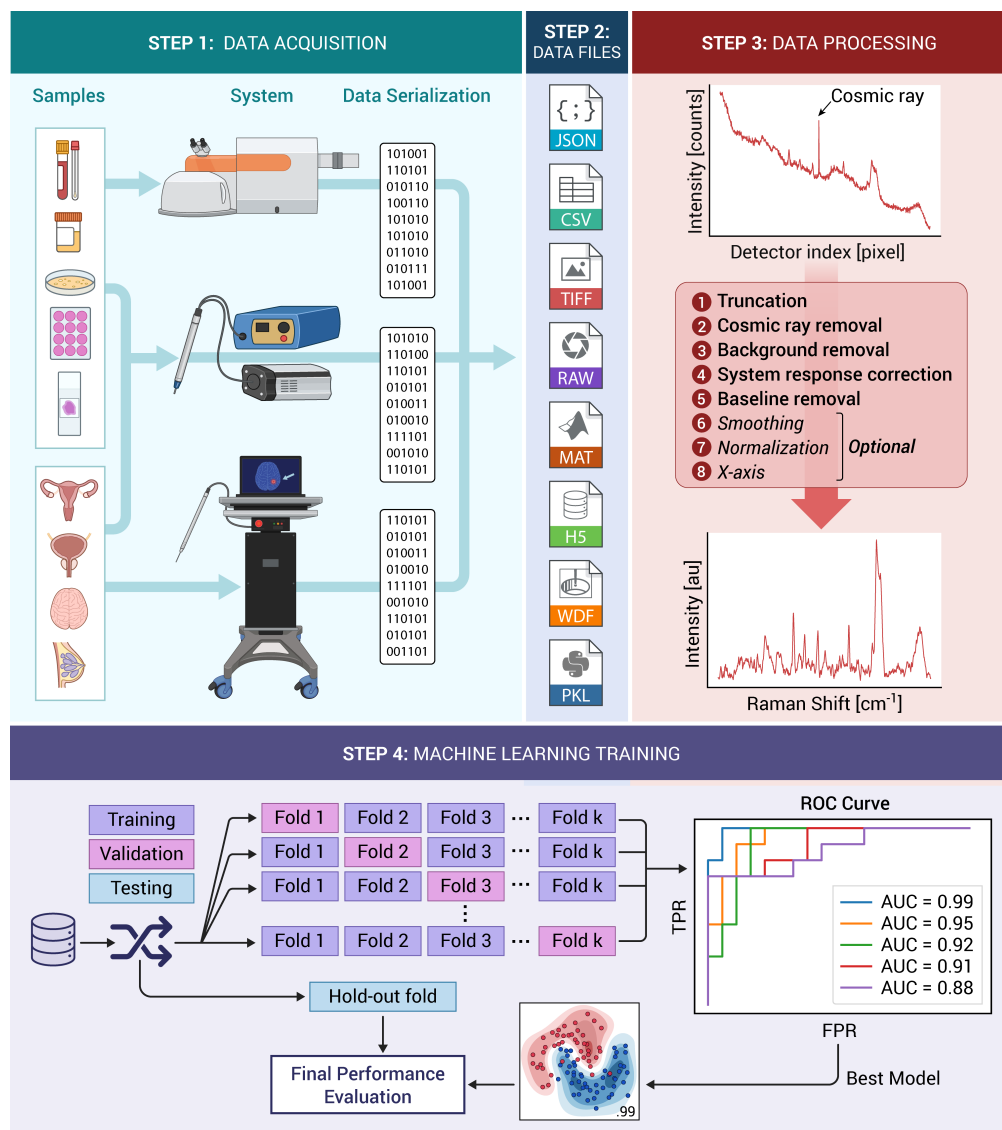 STEP 1: DATA ACQUISITION
Samples
System
Data Serialization
101001
110101
010110
100110
101010
101010
011010
010111
101001
101010
110100
110101
010101
010011
010010
111101
001010
110101
110101
010101
010011
010010
111101
001010
110101
010101
001101
STEP 2:
DATA FILES
{;}
JSON
CSV
TIFF
RAW
MAT
H5
WDF
PKL
STEP 3: DATA PROCESSING
Cosmic ray
Intensity [counts]
Detector index [pixel]
1 Truncation
2 Cosmic ray removal
3 Background removal
4 System response correction
5 Baseline removal
6 Smoothing
7 Normalization
8 X-axis
Optional
Intensity [au]
Raman Shift [cm-1]
STEP 4: MACHINE LEARNING TRAINING
Training
Validation
Testing
Fold 1 Fold 2 Fold 3 ... Fold k
Fold 1 Fold 2 Fold 3 ... Fold k
Fold 1 Fold 2 Fold 3 ... Fold k
Fold 1 Fold 2 Fold 3 ... Fold k
Hold-out fold
Final Performance
Evaluation
ROC Curve
TPR
AUC = 0.99
AUC = 0.95
AUC = 0.92
AUC = 0.91
AUC = 0.88
FPR
Best Model
.99